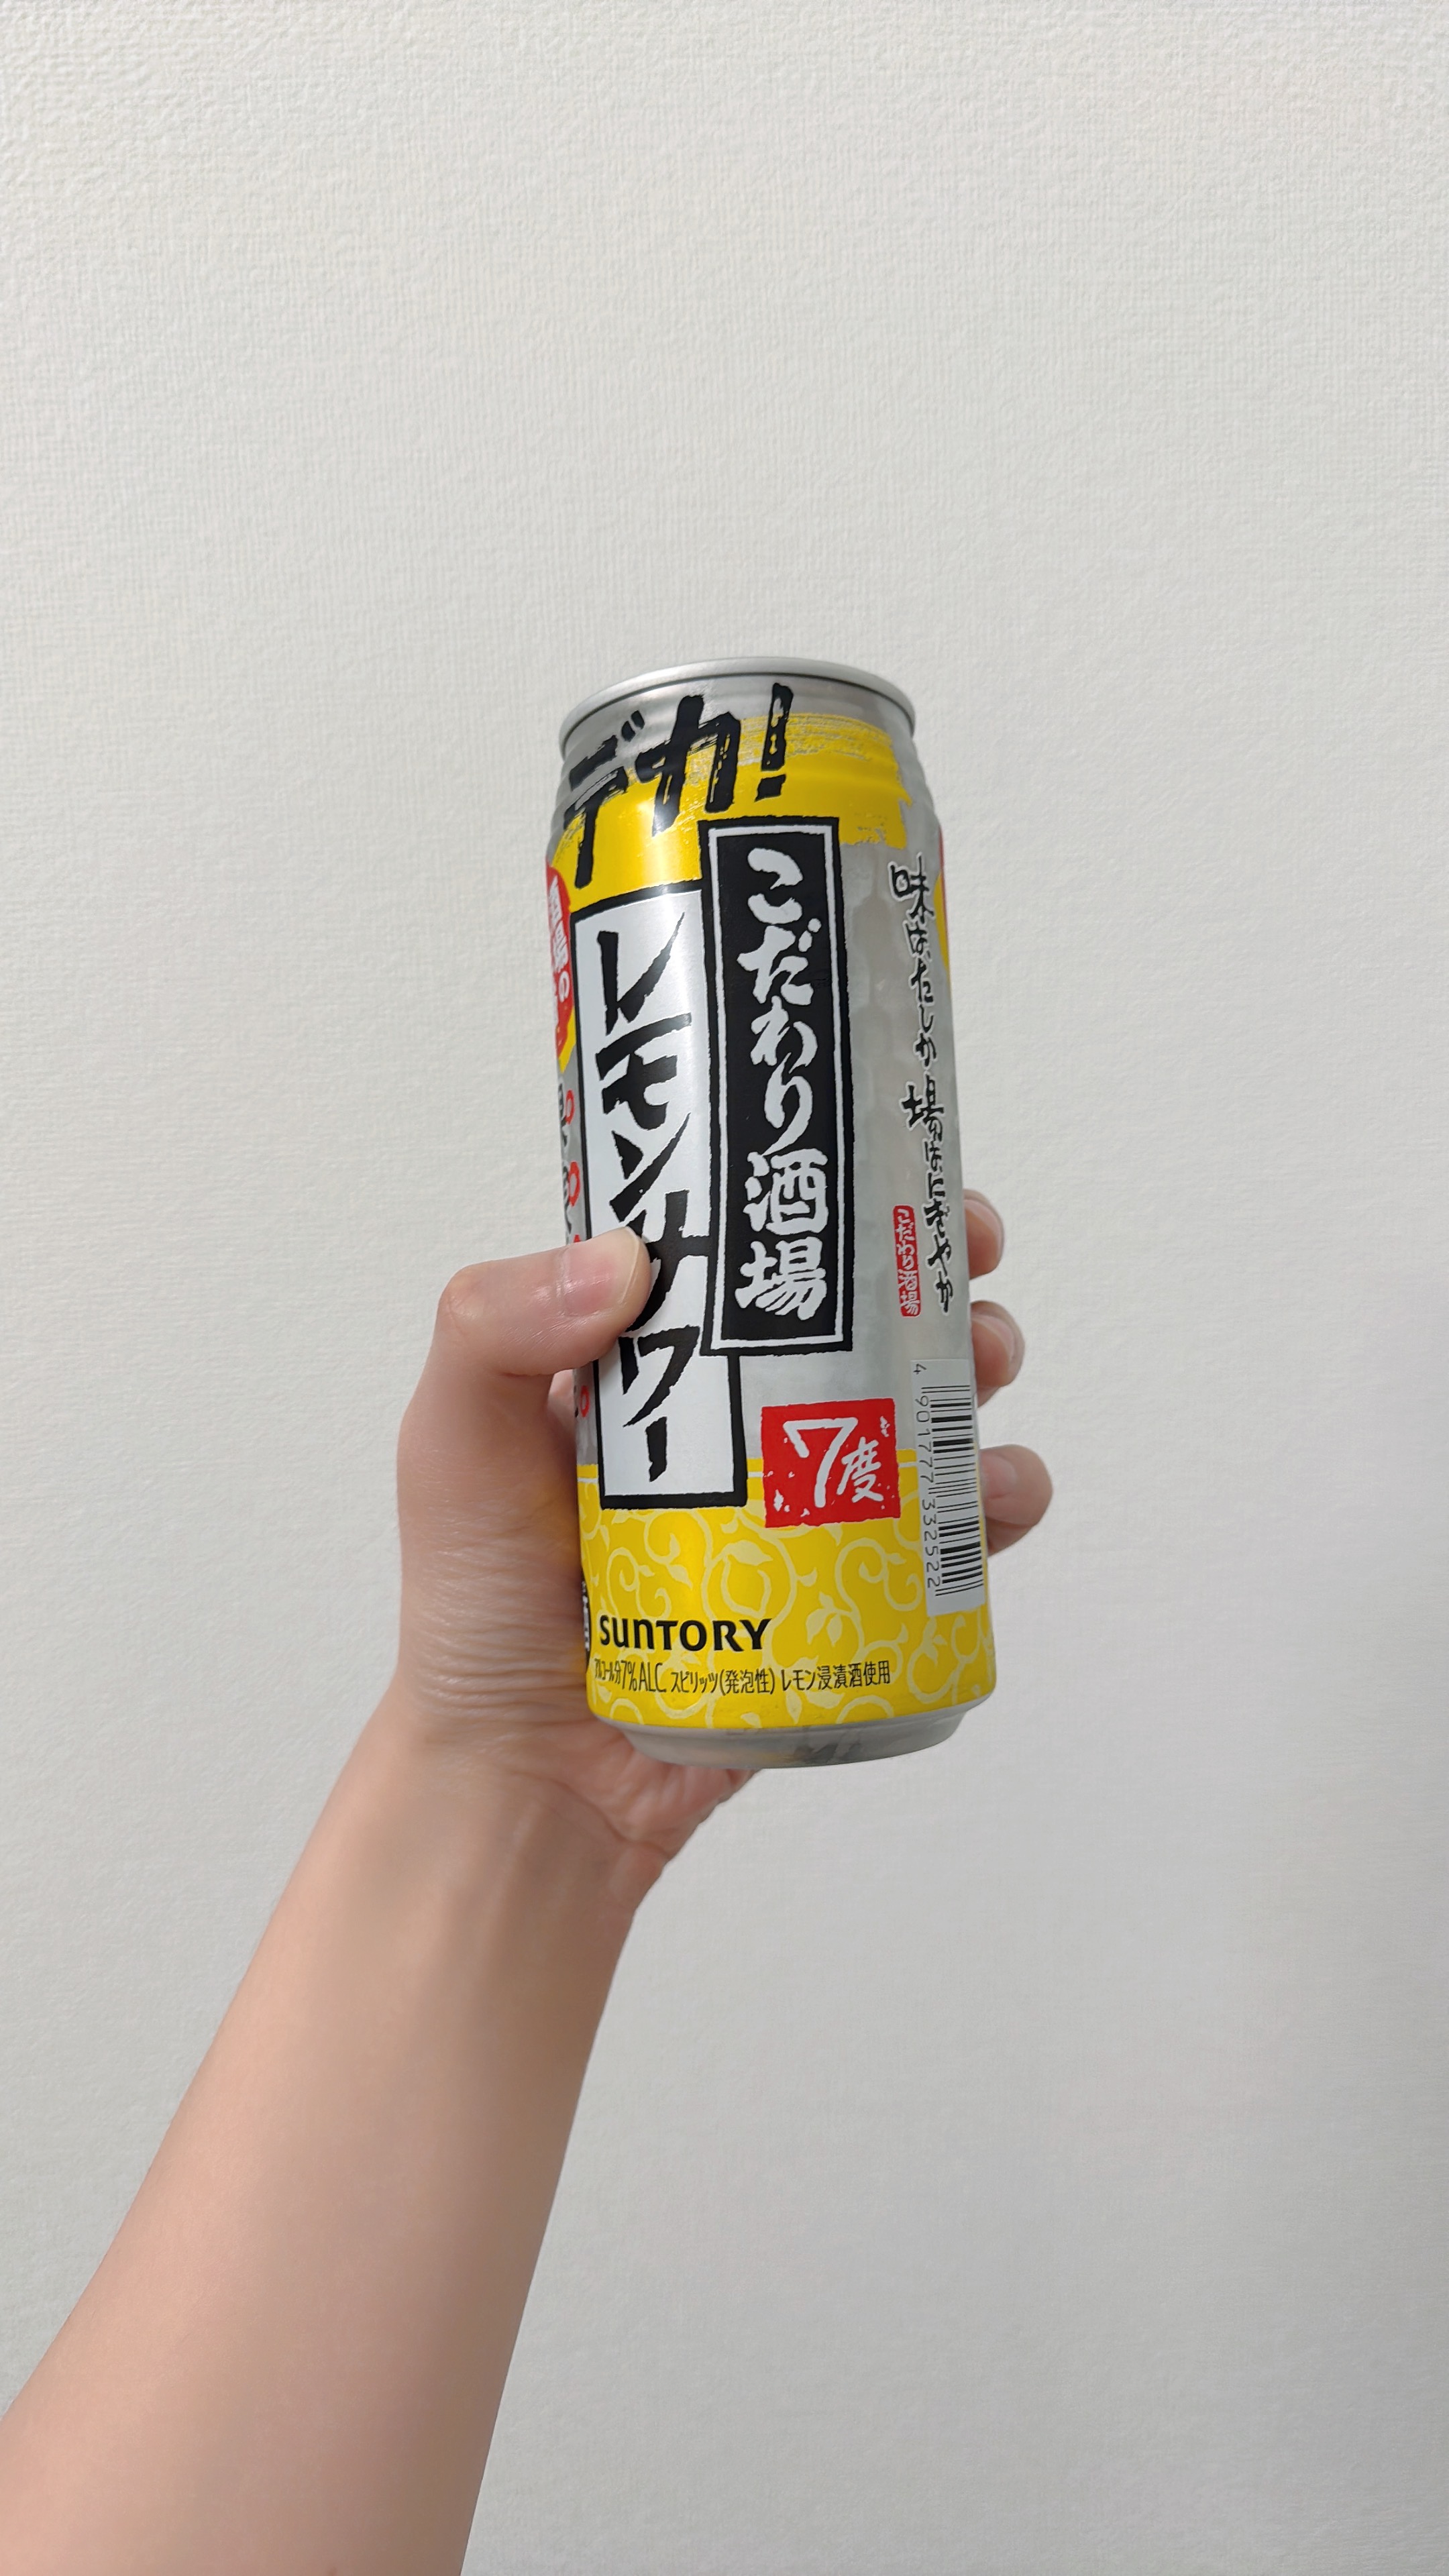 デカ!
こだわり酒場
レモンサワー
7度
SUNTORY
アルコール分7%ALC. スピリッツ(発泡性) レモン浸漬酒使用
味はたしか 場はにぎやか
こだわり酒場
4 901777 332522